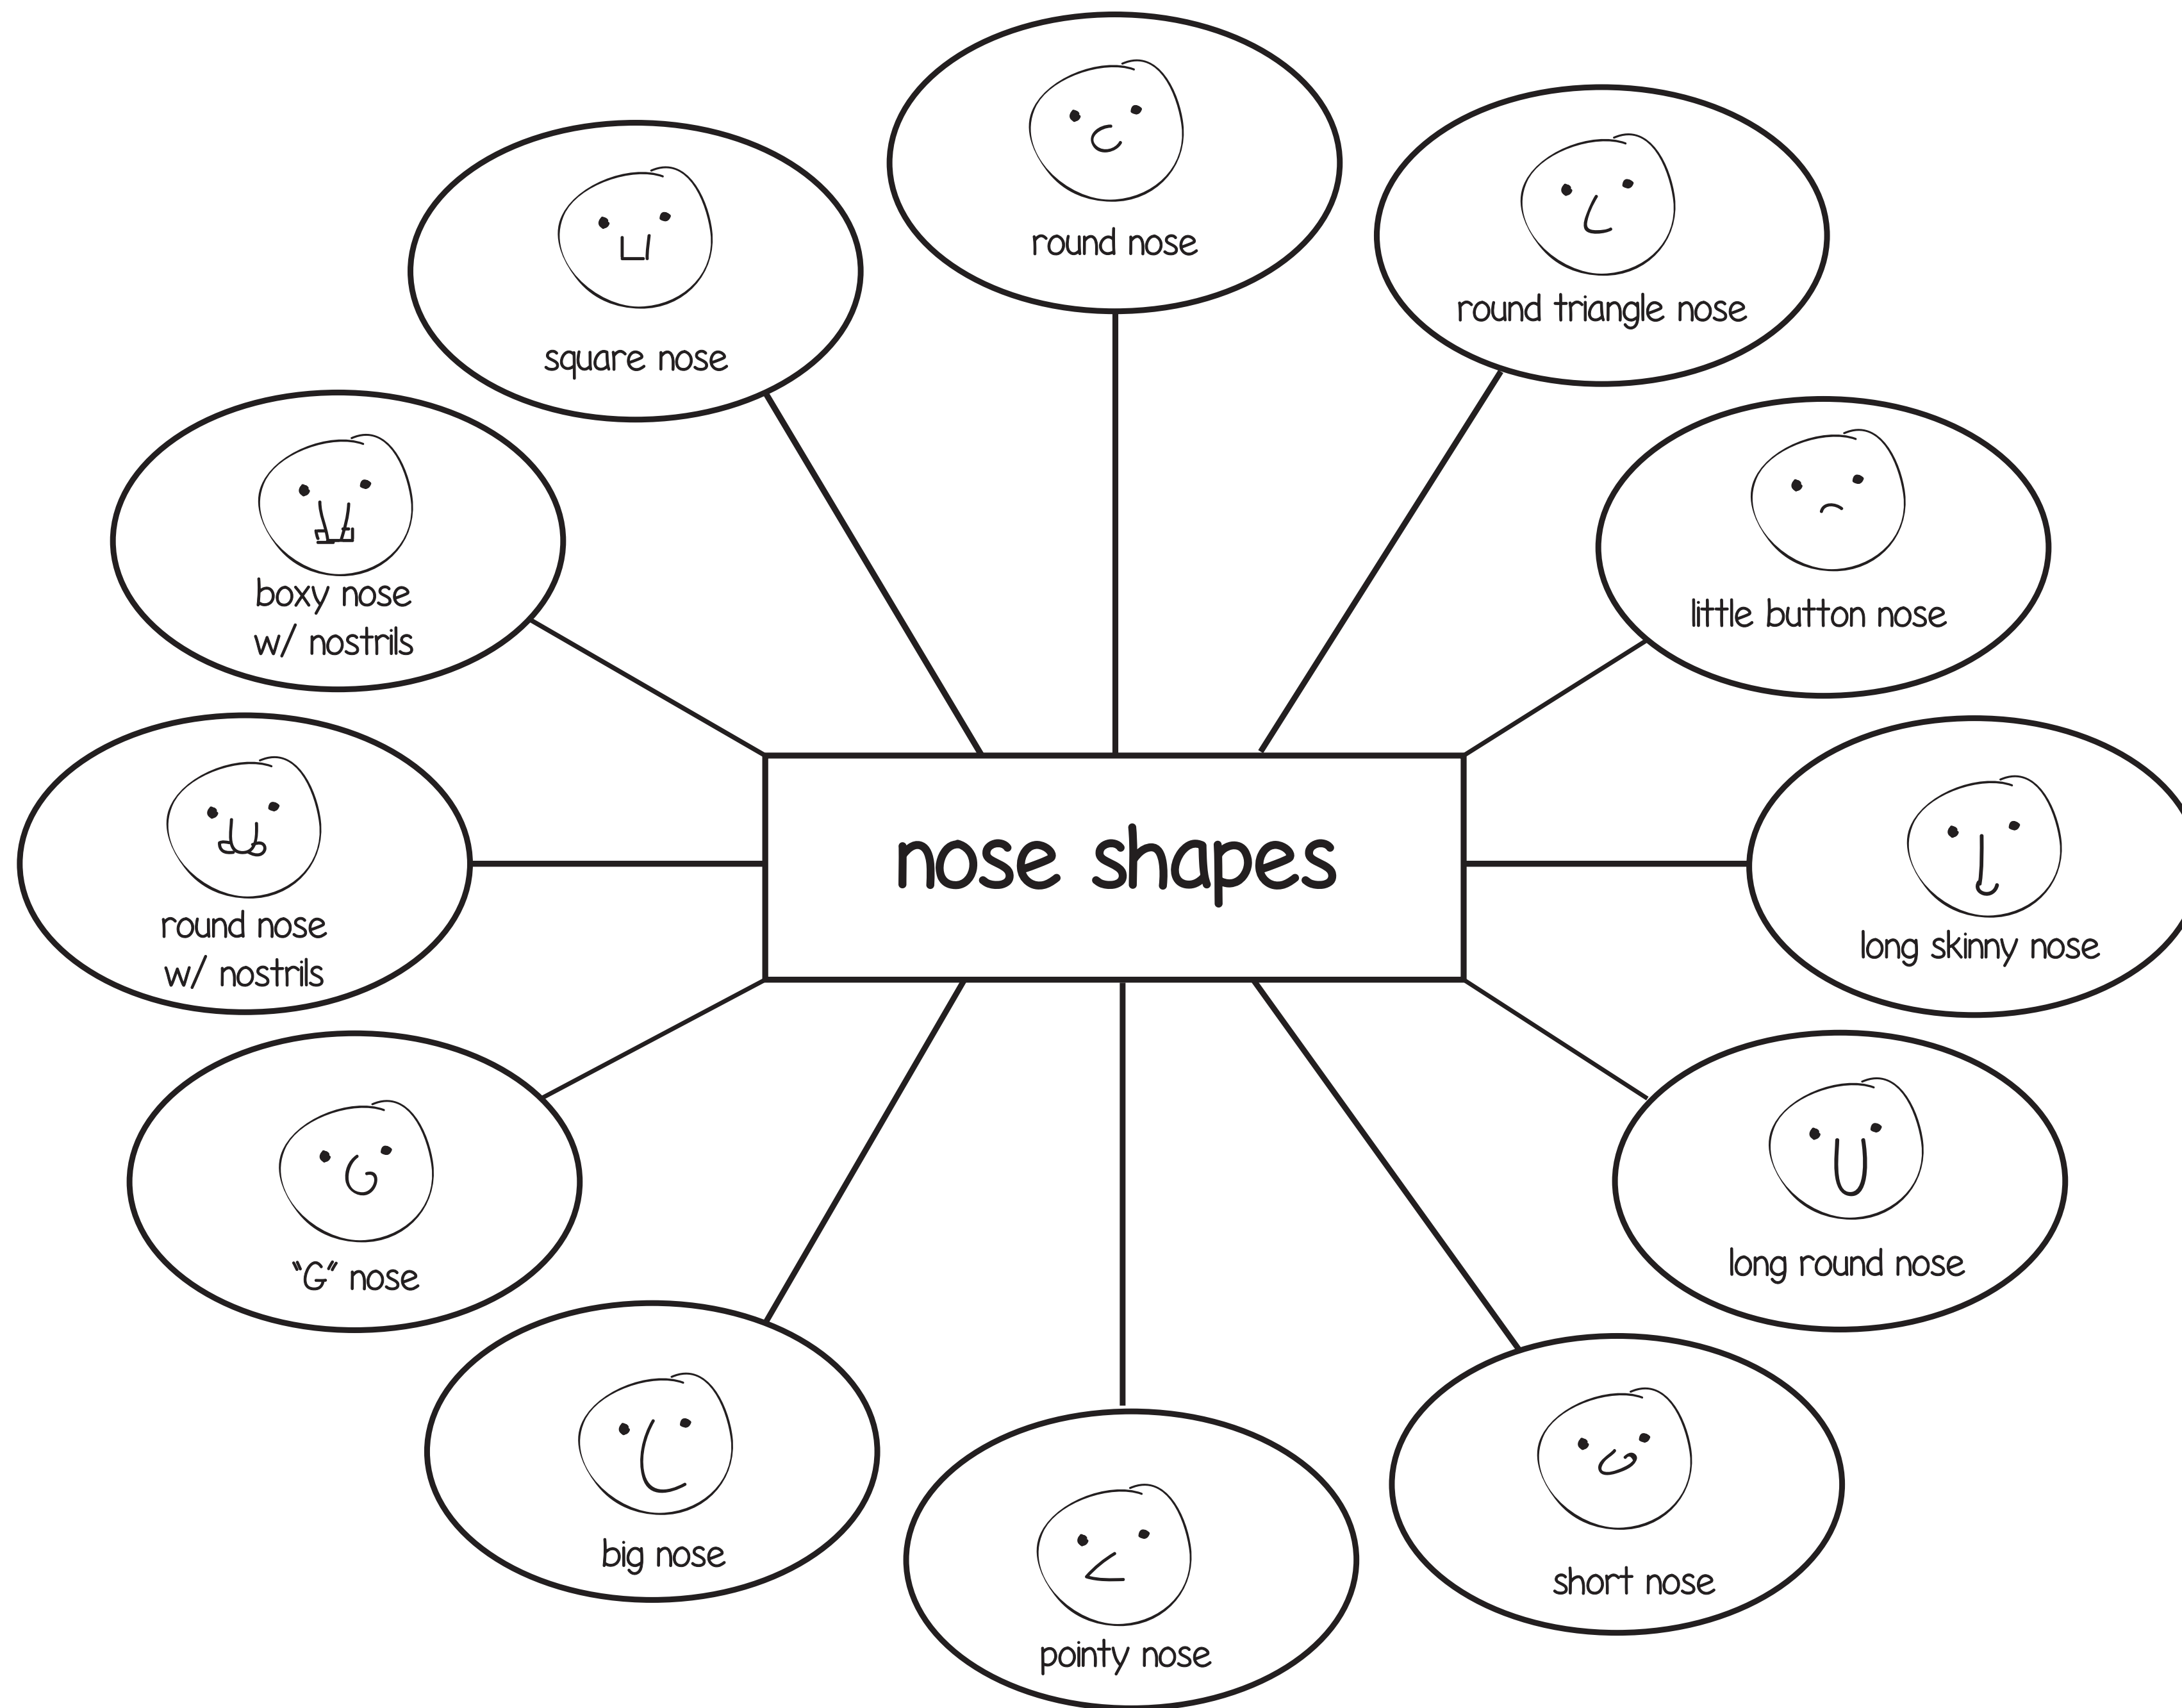 round nose
round triangle nose
square nose
little button nose
boxy nose
w/ nostrils
nose shapes
long skinny nose
round nose
w/ nostrils
long round nose
"G" nose
big nose
short nose
pointy nose